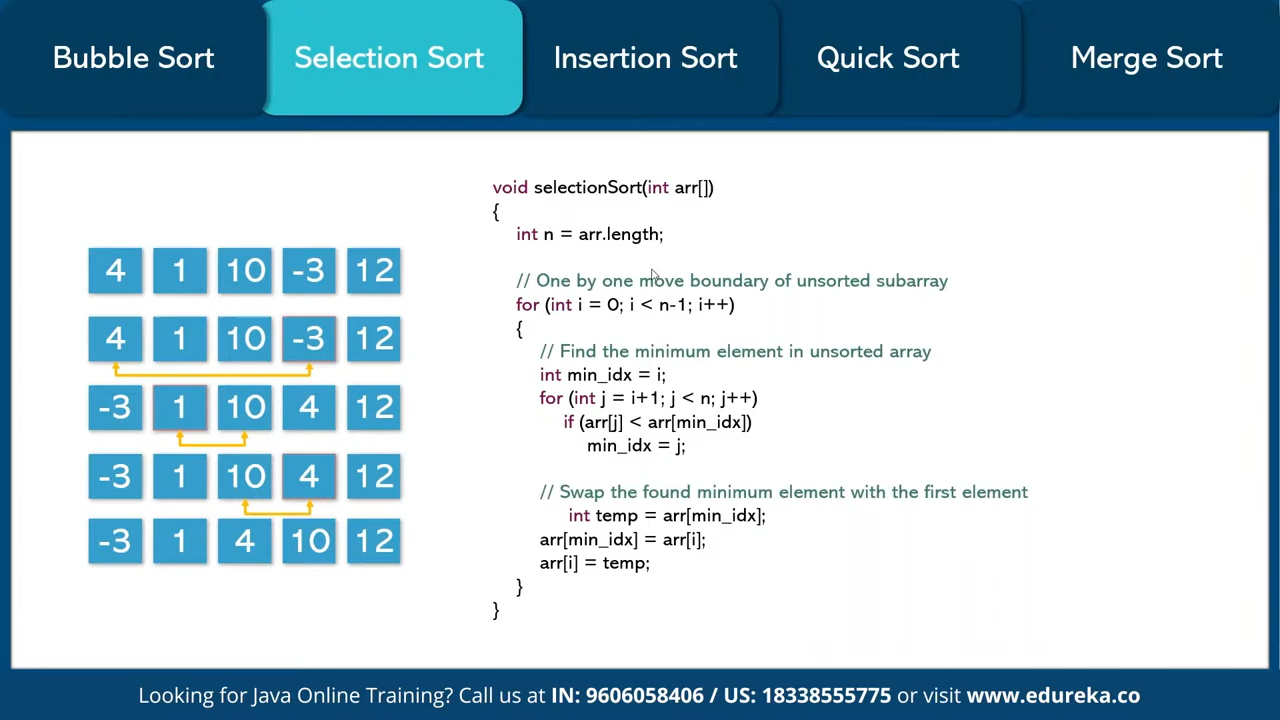 Bubble Sort Selection Sort Insertion Sort Quick Sort Merge Sort
4 1 10 -3 12
4 1 10 -3 12
-3 1 10 4 12
-3 1 10 4 12
-3 1 4 10 12
void selectionSort(int arr[])
{
int n = arr.length;
// One by one move boundary of unsorted subarray
for (int i = 0; i < n-1; i++)
{
// Find the minimum element in unsorted array
int min_idx = i;
for (int j = i+1; j < n; j++)
if (arr[j] < arr[min_idx])
min_idx = j;
// Swap the found minimum element with the first element
int temp = arr[min_idx];
arr[min_idx] = arr[i];
arr[i] = temp;
}
}
Looking for Java Online Training? Call us at IN: 9606058406 / US: 18338555775 or visit www.edureka.co